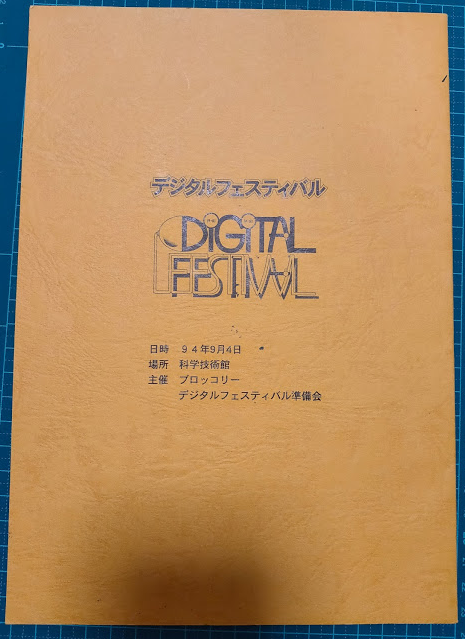 デジタルフェスティバル
DiGiTAL
FESTiVAL
日時 94年9月4日
場所 科学技術館
主催 ブロッコリー
デジタルフェスティバル準備会